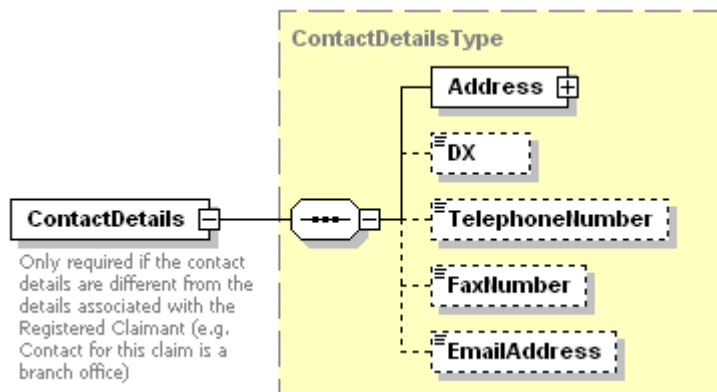 ContactDetailsType
Address
DX
ContactDetails
TelephoneNumber
Only required if the contact
details are different from the
details associated with the
Registered Claimant (e.g.
Contact for this claim is a
branch office)
FaxNumber
EmailAddress